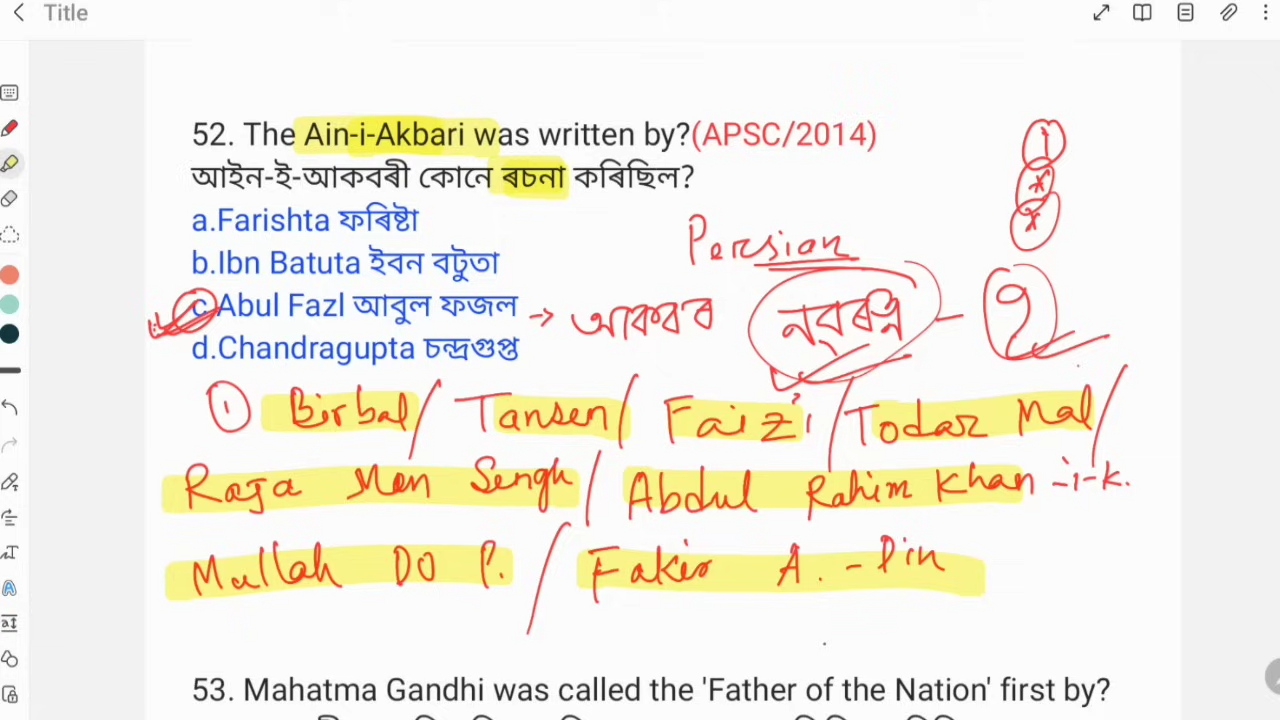 Title
52. The Ain-i-Akbari was written by?(APSC/2014)
আইন-ই-আকবৰী কোনে ৰচনা কৰিছিল?
a.Farishta ফৰিষ্টা
b.Ibn Batuta ইবন বটুতা
Persian
c.Abul Fazl আবুল ফজল → আকবৰ নৱৰত্ন - 9
d.Chandragupta চন্দ্ৰগুপ্ত
① Birbal / Tansen / Faizi / Todar Mal /
Raja Man Sengh / Abdul Rahim Khan -i-k.
Mullah DO P. / Fakir A. -Din
53. Mahatma Gandhi was called the 'Father of the Nation' first by?